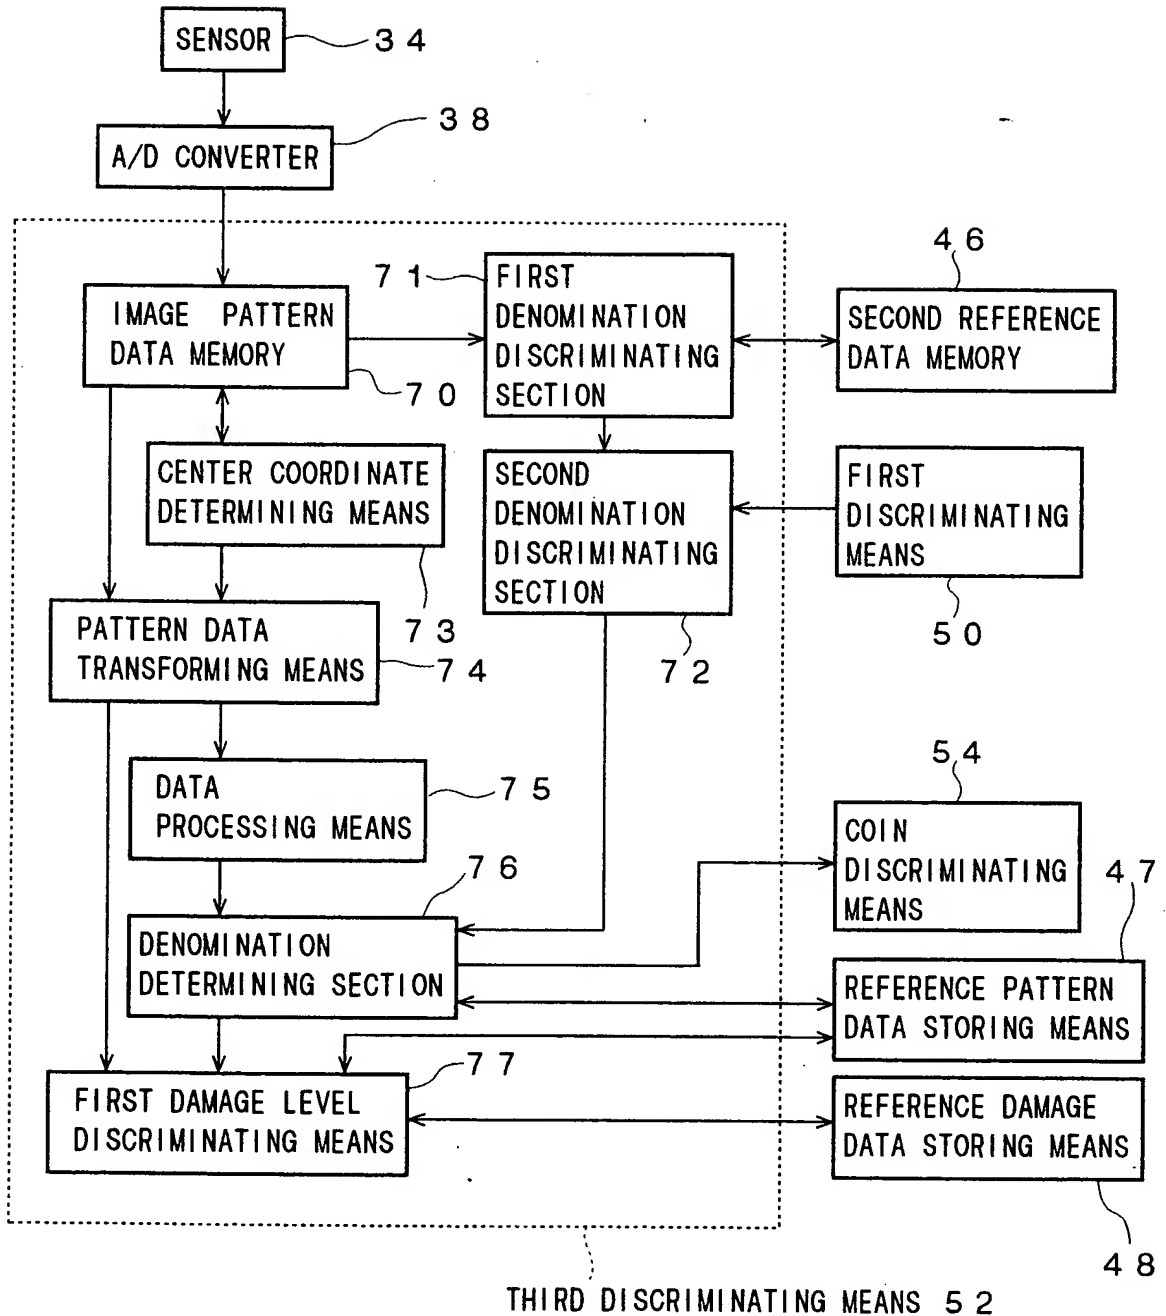 SENSOR
34
38
A/D CONVERTER
46
71
FIRST
DENOMINATION
DISCRIMINATING
SECTION
IMAGE PATTERN
DATA MEMORY
SECOND REFERENCE
DATA MEMORY
70
CENTER COORDINATE
DETERMINING MEANS
SECOND
DENOMINATION
DISCRIMINATING
SECTION
FIRST
DISCRIMINATING
MEANS
73
50
PATTERN DATA
TRANSFORMING MEANS
74
72
54
DATA
PROCESSING MEANS
75
COIN
DISCRIMINATING
MEANS
76
47
DENOMINATION
DETERMINING SECTION
REFERENCE PATTERN
DATA STORING MEANS
77
FIRST DAMAGE LEVEL
DISCRIMINATING MEANS
REFERENCE DAMAGE
DATA STORING MEANS
48
THIRD DISCRIMINATING MEANS 52